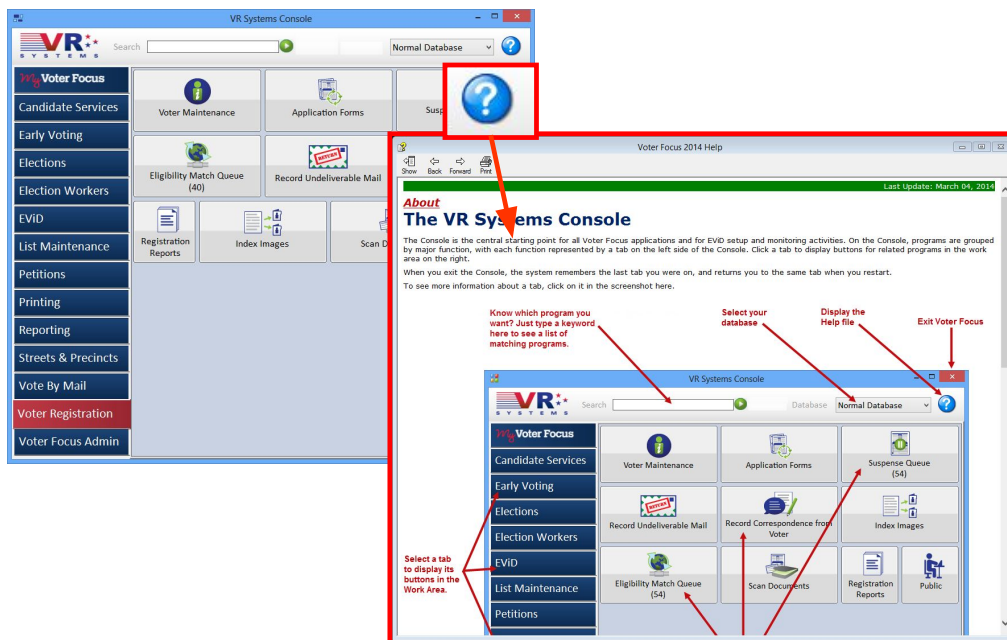 VR Systems Console
VR
SYSTEMS
Search
Normal Database
My Voter Focus
Candidate Services
Early Voting
Elections
Election Workers
EViD
List Maintenance
Petitions
Printing
Reporting
Streets & Precincts
Vote By Mail
Voter Registration
Voter Focus Admin
Voter Maintenance
Application Forms
Susp
Eligibility Match Queue
(40)
RETURN
Record Undeliverable Mail
Registration
Reports
Index Images
Scan D
?
Voter Focus 2014 Help
Show Back Forward Print
Last Update: March 04, 2014
About
The VR Systems Console
The Console is the central starting point for all Voter Focus applications and for EViD setup and monitoring activities. On the Console, programs are grouped
by major function, with each function represented by a tab on the left side of the Console. Click a tab to display buttons for related programs in the work
area on the right.
When you exit the Console, the system remembers the last tab you were on, and returns you to the same tab when you restart.
To see more information about a tab, click on it in the screenshot here.
Know which program you
want? Just type a keyword
here to see a list of
matching programs.
Select your
database
Display the
Help file
Exit Voter Focus
VR Systems Console
VR
SYSTEMS
Search
Database
Normal Database
My Voter Focus
Candidate Services
Early Voting
Elections
Election Workers
EViD
List Maintenance
Petitions
Select a tab
to display its
buttons in the
Work Area.
Voter Maintenance
Application Forms
Suspense Queue
(54)
RETURN
Record Undeliverable Mail
Record Correspondence from
Voter
Index Images
Eligibility Match Queue
(54)
Scan Documents
Registration
Reports
Public